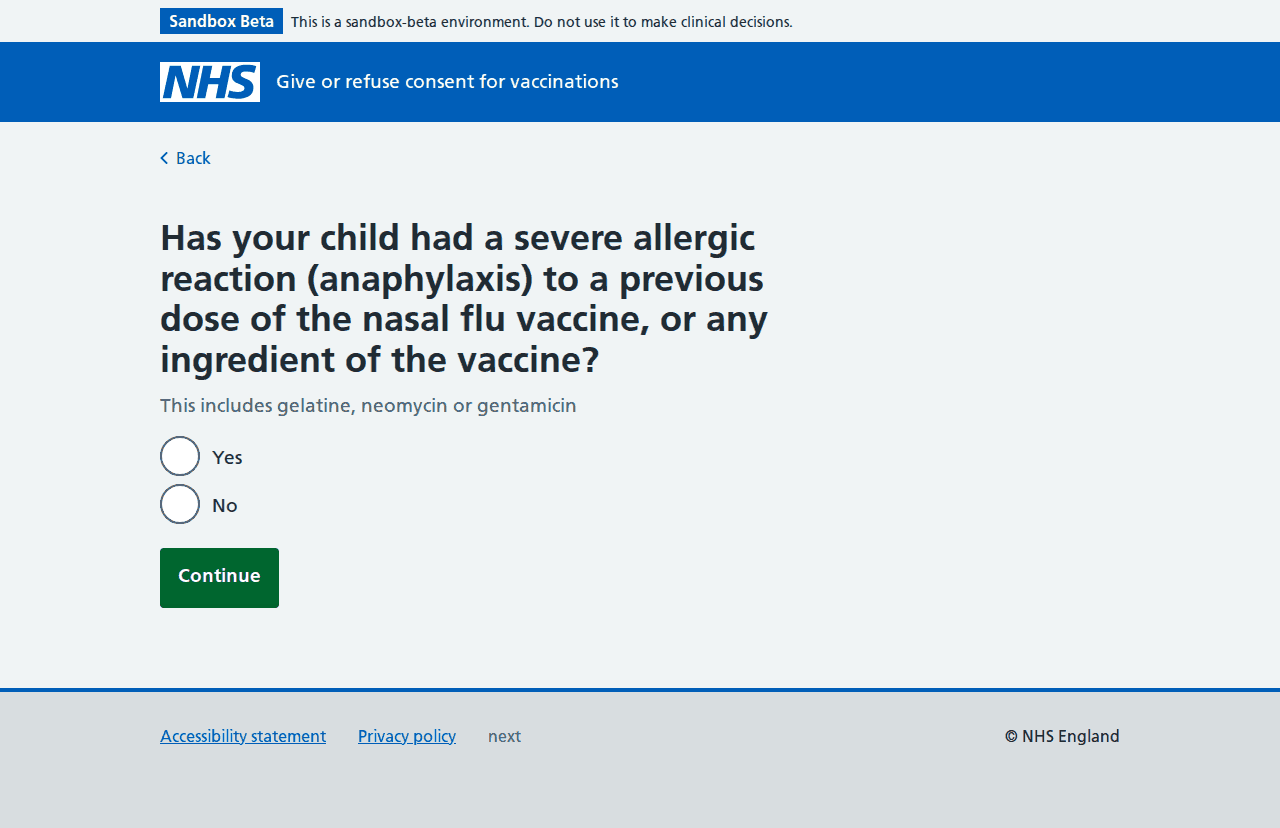 Sandbox Beta This is a sandbox-beta environment. Do not use it to make clinical decisions.
NHS Give or refuse consent for vaccinations
Back
Has your child had a severe allergic
reaction (anaphylaxis) to a previous
dose of the nasal flu vaccine, or any
ingredient of the vaccine?
This includes gelatine, neomycin or gentamicin
Yes
No
Continue
Accessibility statement Privacy policy next © NHS England